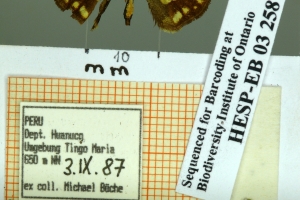 10
mm
PERU
Dept. Huanuco
Umgebung Tingo Maria
650 m NN 3.IX.87
ex coll. Michael Büche
Sequenced for Barcoding at
Biodiversity Institute of Ontario
HESP-EB 03 258